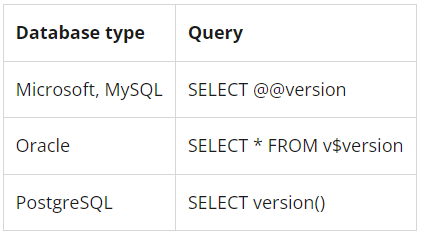 Database type Query
Microsoft, MySQL SELECT @@version
Oracle SELECT * FROM v$version
PostgreSQL SELECT version()